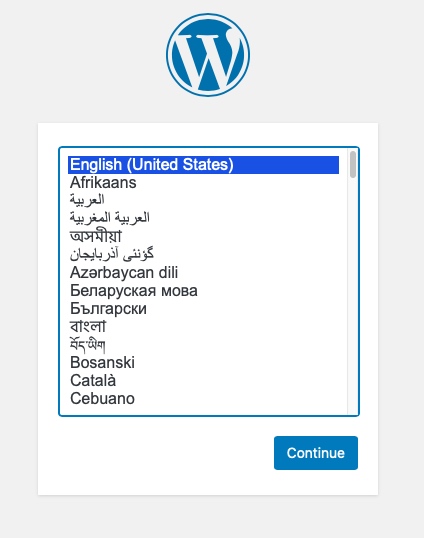 English (United States)
Afrikaans
العربية
العربية المغربية
অসমীয়া
گؤنئی آذربایجان
Azərbaycan dili
Беларуская мова
Български
বাংলা
བོད་ཡིག
Bosanski
Català
Cebuano
Continue